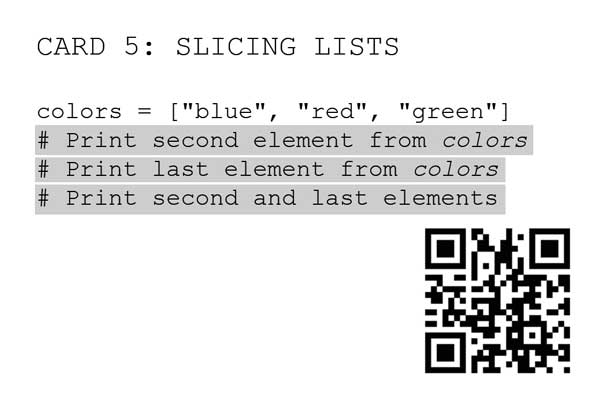 CARD 5: SLICING LISTS
colors = ["blue", "red", "green"]
# Print second element from colors
# Print last element from colors
# Print second and last elements